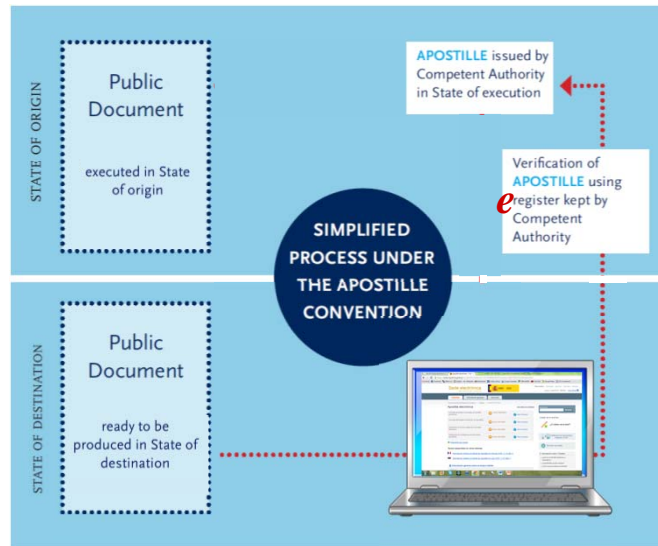 STATE OF ORIGIN
Public
Document
executed in State
of origin
APOSTILLE issued by
Competent Authority
in State of execution
Verification of
APOSTILLE using
e register kept by
Competent
Authority
SIMPLIFIED
PROCESS UNDER
THE APOSTILLE
CONVENTION
STATE OF DESTINATION
Public
Document
ready to be
produced in State of
destination